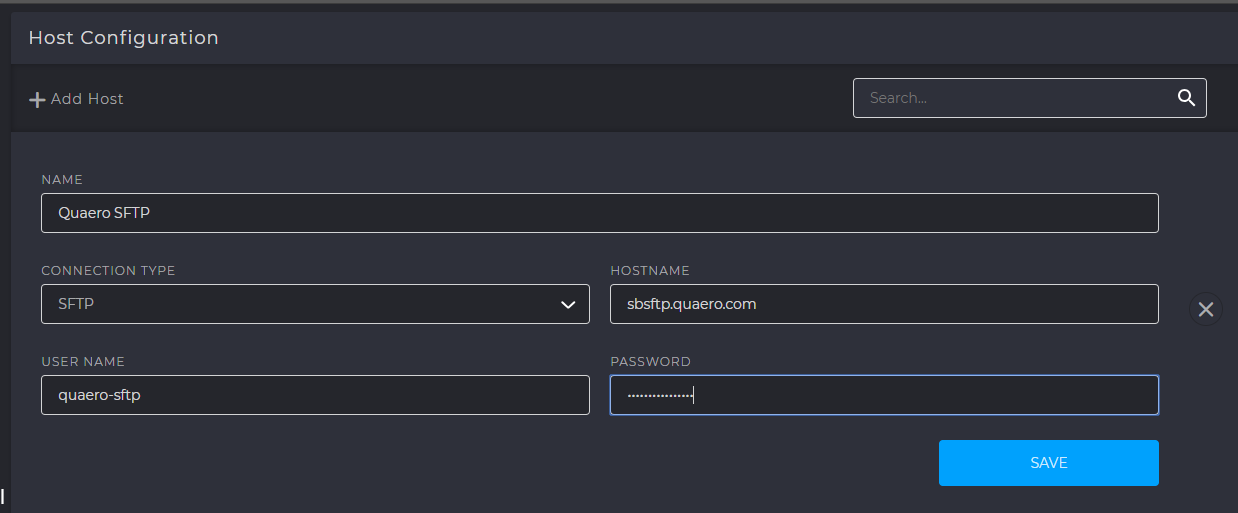 Host Configuration
Add Host
Search...
NAME
Quaero SFTP
CONNECTION TYPE
HOSTNAME
SFTP
sbsftp.quaero.com
USER NAME
PASSWORD
quaero-sftp
••••••••••••••••
SAVE